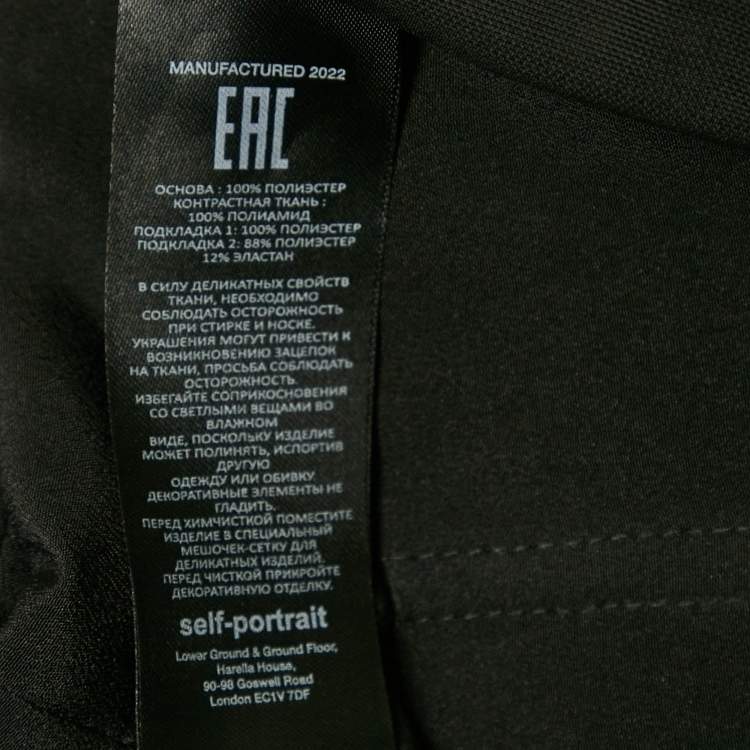 MANUFACTURED 2022
EAC
ОСНОВА : 100% ПОЛИЭСТЕР
КОНТРАСТНАЯ ТКАНЬ :
100% ПОЛИАМИД
ПОДКЛАДКА 1: 100% ПОЛИЭСТЕР
ПОДКЛАДКА 2: 88% ПОЛИЭСТЕР
12% ЭЛАСТАН
В СИЛУ ДЕЛИКАТНЫХ СВОЙСТВ
ТКАНИ, НЕОБХОДИМО
СОБЛЮДАТЬ ОСТОРОЖНОСТЬ
ПРИ СТИРКЕ И НОСКЕ.
УКРАШЕНИЯ МОГУТ ПРИВЕСТИ К
ВОЗНИКНОВЕНИЮ ЗАЦЕПОК
НА ТКАНИ, ПРОСЬБА СОБЛЮДАТЬ
ОСТОРОЖНОСТЬ.
ИЗБЕГАЙТЕ СОПРИКОСНОВЕНИЯ
СО СВЕТЛЫМИ ВЕЩАМИ ВО
ВЛАЖНОМ
ВИДЕ, ПОСКОЛЬКУ ИЗДЕЛИЕ
МОЖЕТ ПОЛИНЯТЬ, ИСПОРТИВ
ДРУГУЮ
ОДЕЖДУ ИЛИ ОБИВКУ
ДЕКОРАТИВНЫЕ ЭЛЕМЕНТЫ НЕ
ГЛАДИТЬ.
ПЕРЕД ХИМЧИСТКОЙ ПОМЕСТИТЕ
ИЗДЕЛИЕ В СПЕЦИАЛЬНЫЙ
МЕШОЧЕК-СЕТКУ ДЛЯ
ДЕЛИКАТНЫХ ИЗДЕЛИЙ.
ПЕРЕД ЧИСТКОЙ ПРИКРОЙТЕ
ДЕКОРАТИВНУЮ ОТДЕЛКУ.
self-portrait
Lower Ground & Ground Floor,
Harella House,
90-98 Goswell Road
London EC1V 7DF